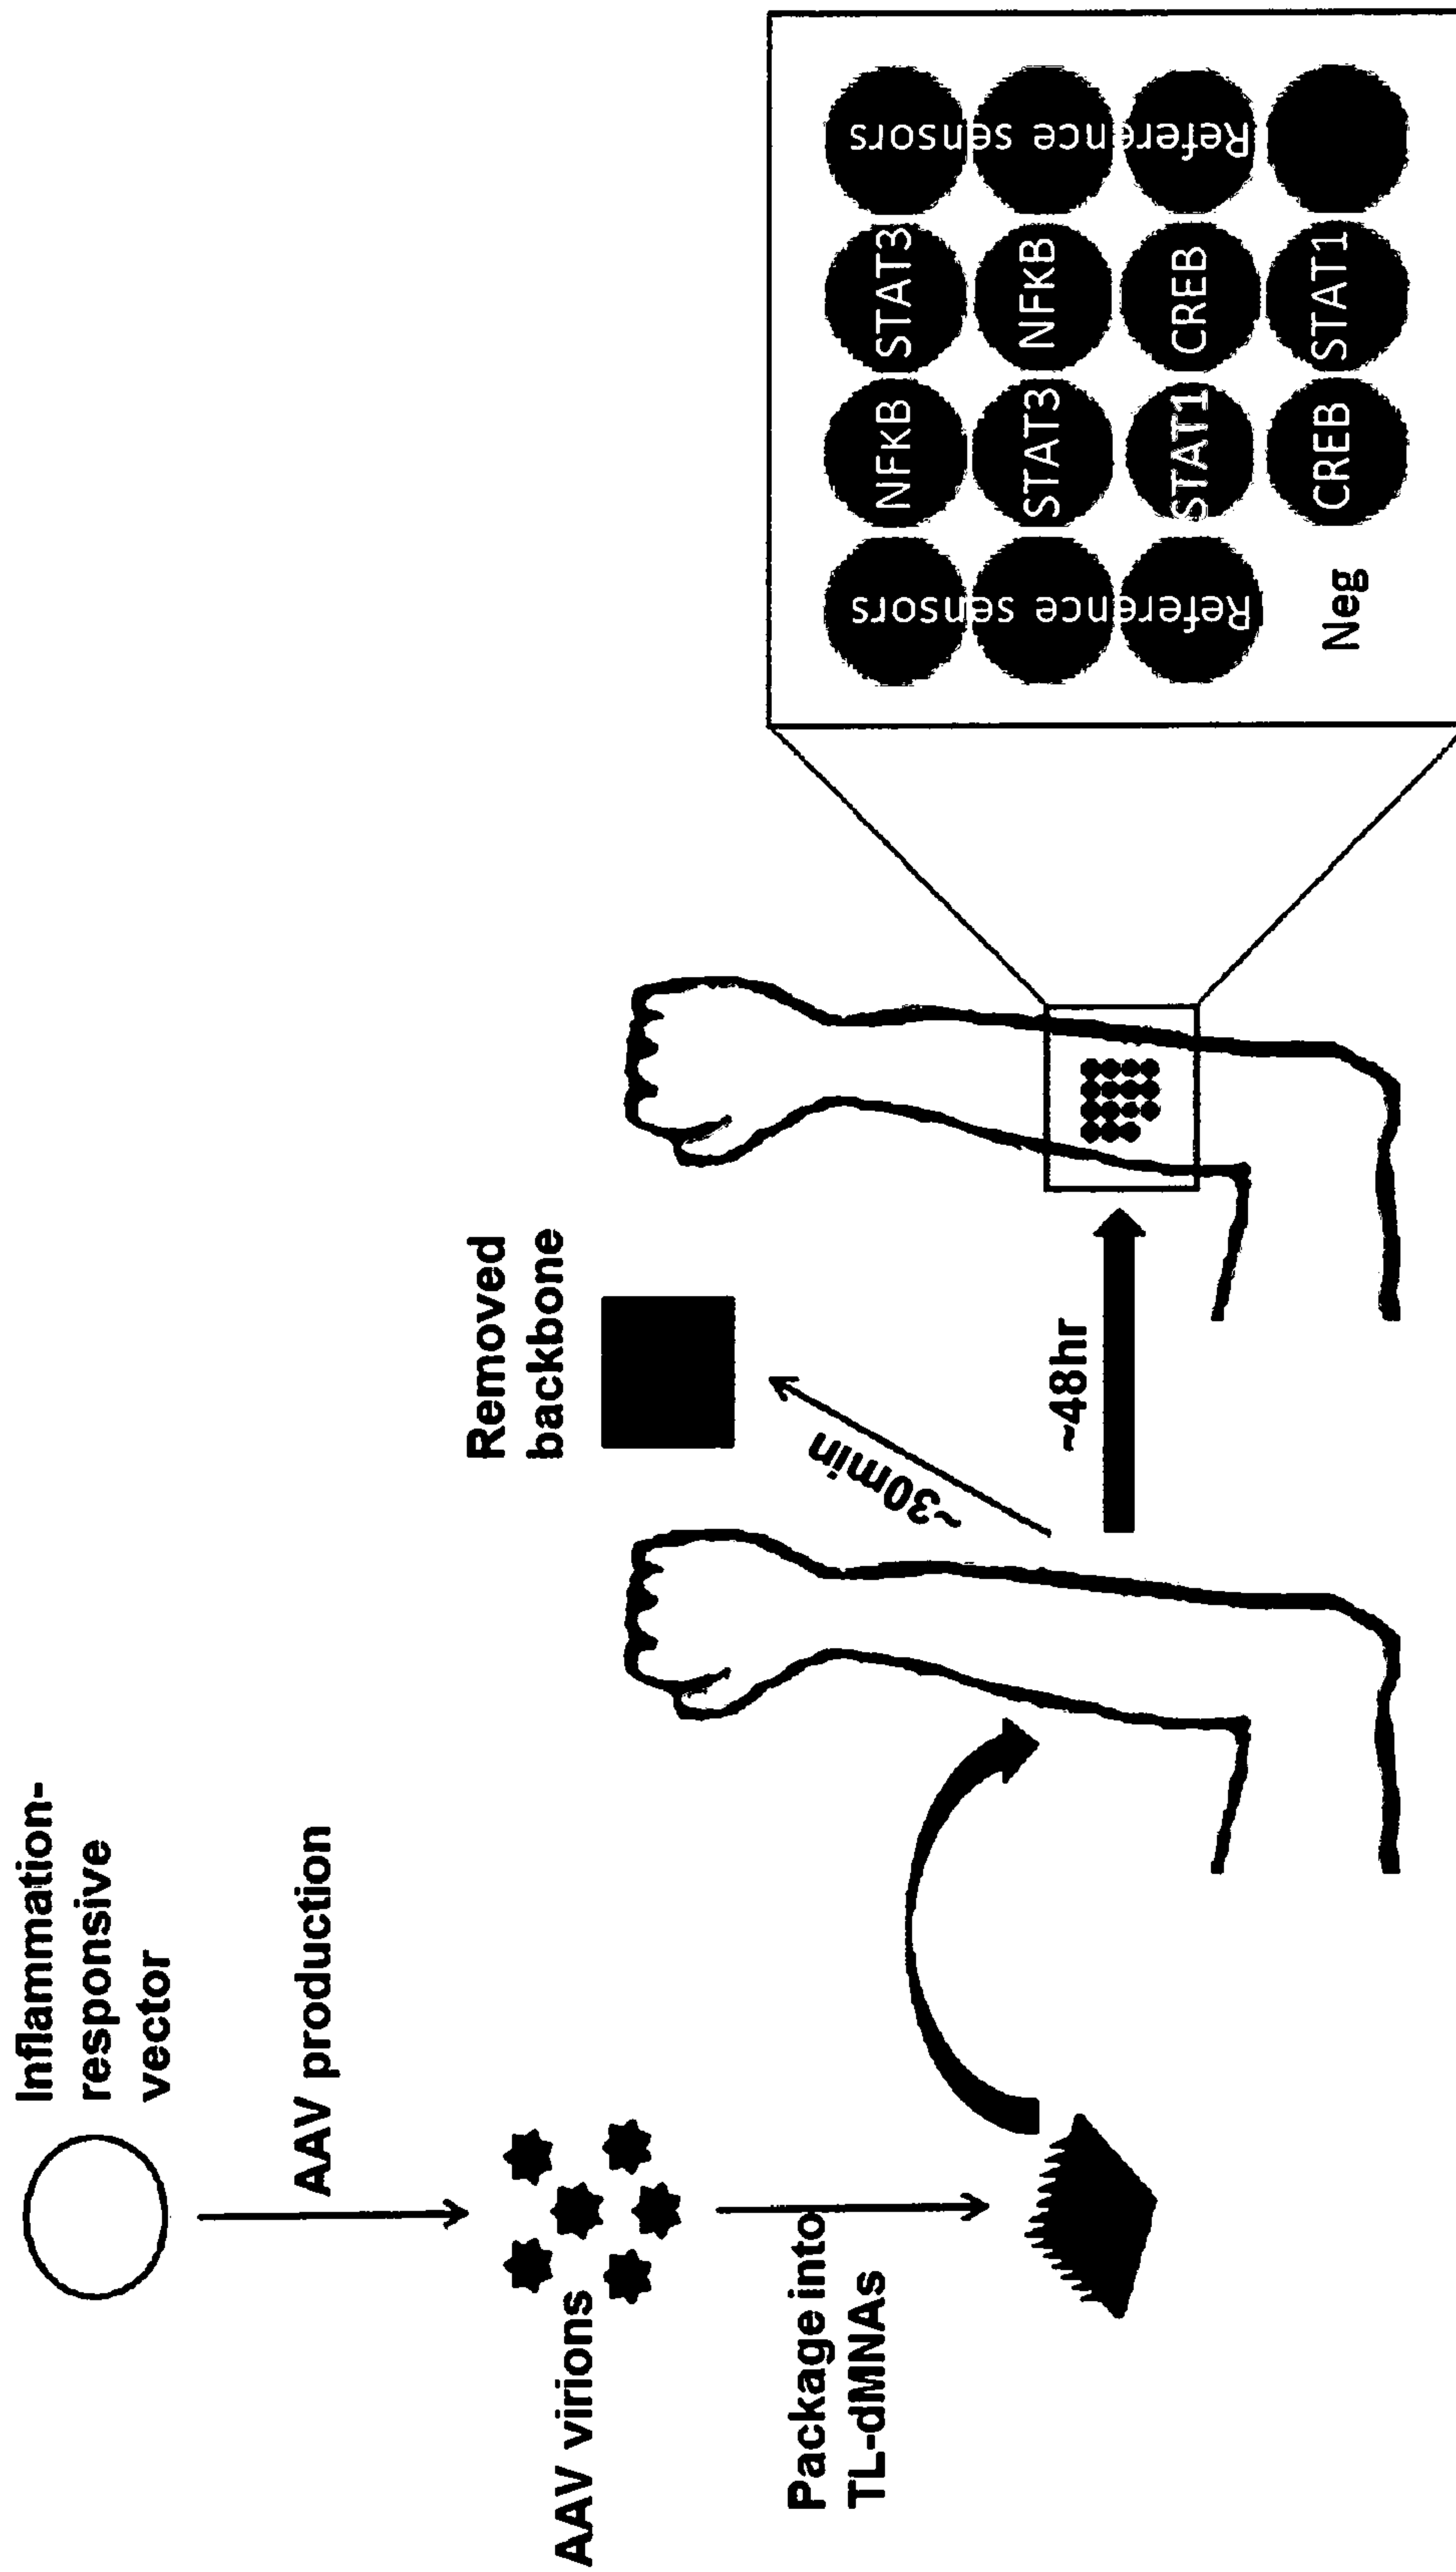 Inflammation-
responsive
vector
AAV production
AAV virions
Package into
TL-dMNAs
Removed
backbone
~30min
~48hr
Reference sensors
NFKB STAT3
STAT3 NFKB
STAT1 CREB
Neg CREB STAT1
Reference sensors